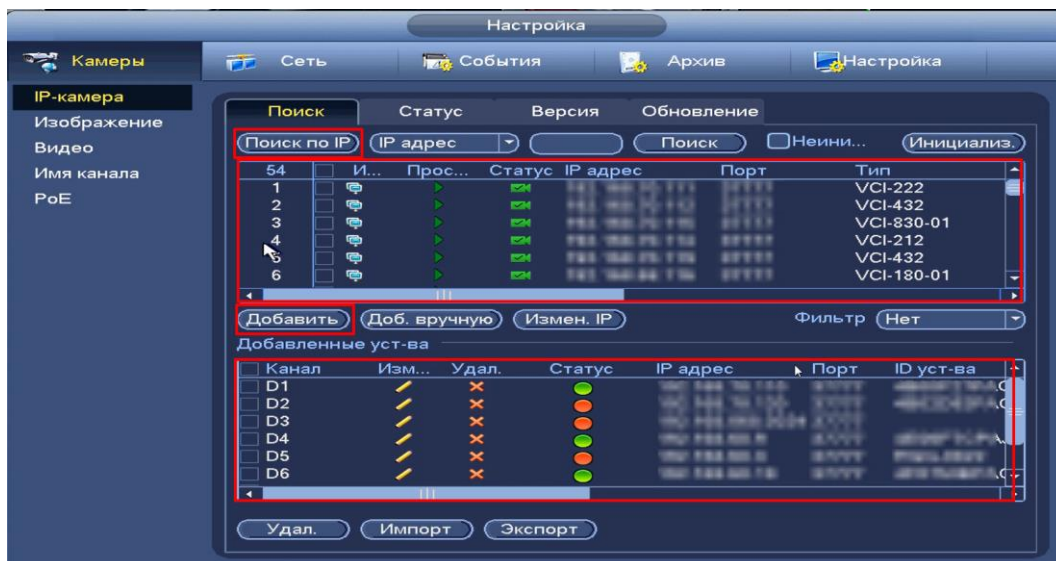 Настройка
Камеры Сеть События Архив Настройка
IP-камера
Изображение
Видео
Имя канала
PoE
Поиск Статус Версия Обновление
Поиск по IP IP адрес Поиск Неини... Инициализ.
54 И... Прос... Статус IP адрес Порт Тип
1 VCI-222
2 VCI-432
3 VCI-830-01
4 VCI-212
5 VCI-432
6 VCI-180-01
Добавить Доб. вручную Измен. IP Фильтр Нет
Добавленные уст-ва
Канал Изм... Удал. Статус IP адрес Порт ID уст-ва
D1
D2
D3
D4
D5
D6
Удал. Импорт Экспорт